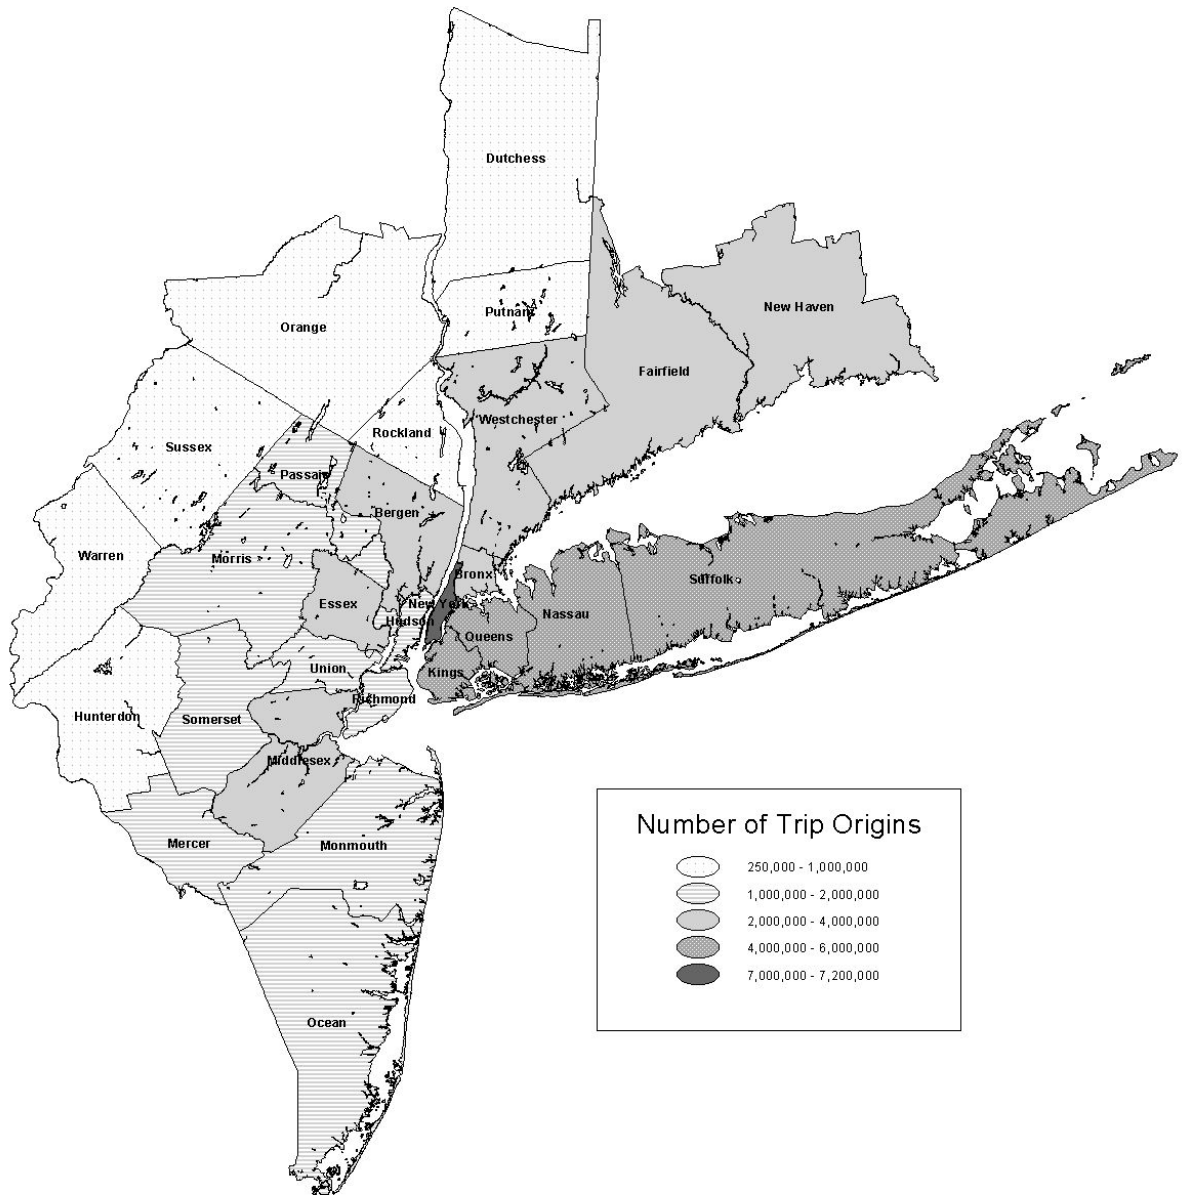 Dutchess
Putnam
Orange
New Haven
Fairfield
Westchester
Rockland
Sussex
Passaic
Bergen
Warren
Morris
Bronx
Suffolk
Essex
New York
Nassau
Hudson
Queens
Union
Kings
Richmond
Hunterdon
Somerset
Middlesex
Mercer
Monmouth
Ocean
Number of Trip Origins
250,000 - 1,000,000
1,000,000 - 2,000,000
2,000,000 - 4,000,000
4,000,000 - 6,000,000
7,000,000 - 7,200,000